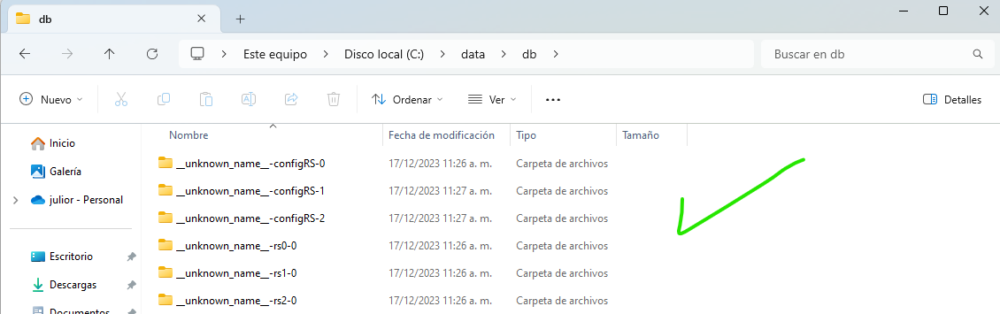 db
Este equipo > Disco local (C:) > data > db >
Buscar en db
Nuevo
Ordenar
Ver
Detalles
Nombre Fecha de modificación Tipo Tamaño
Inicio
Galería
julior - Personal
Escritorio
Descargas
Documentos
__unknown_name__-configRS-0 17/12/2023 11:26 a. m. Carpeta de archivos
__unknown_name__-configRS-1 17/12/2023 11:27 a. m. Carpeta de archivos
__unknown_name__-configRS-2 17/12/2023 11:27 a. m. Carpeta de archivos
__unknown_name__-rs0-0 17/12/2023 11:26 a. m. Carpeta de archivos
__unknown_name__-rs1-0 17/12/2023 11:26 a. m. Carpeta de archivos
__unknown_name__-rs2-0 17/12/2023 11:26 a. m. Carpeta de archivos